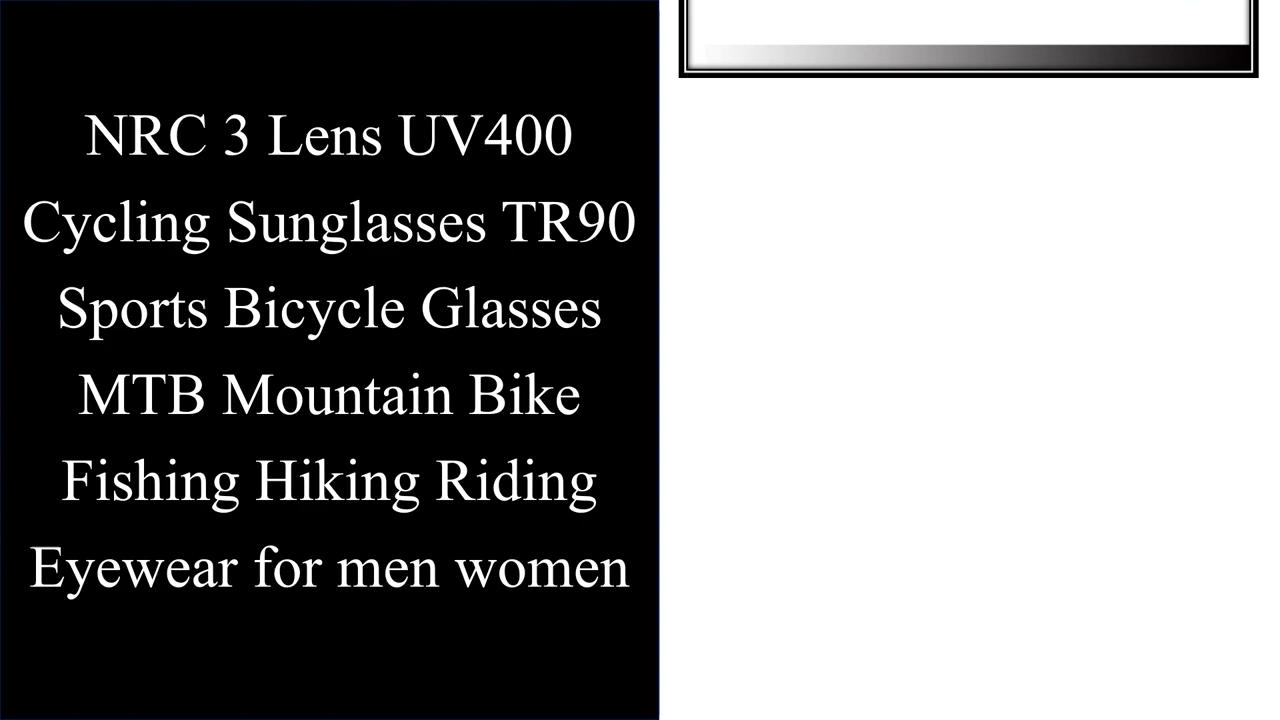 NRC 3 Lens UV400
Cycling Sunglasses TR90
Sports Bicycle Glasses
MTB Mountain Bike
Fishing Hiking Riding
Eyewear for men women